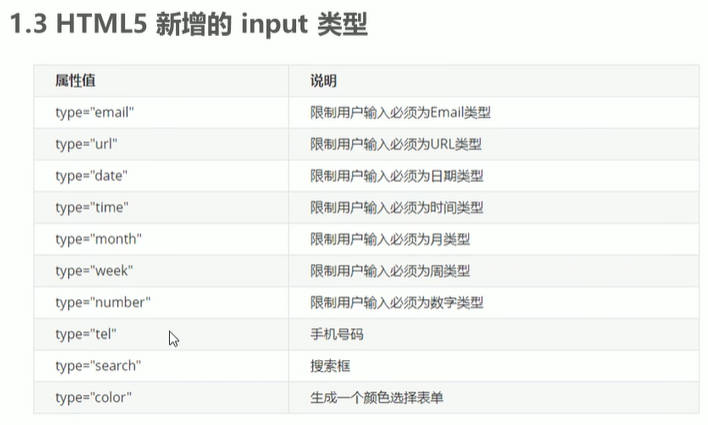 1.3 HTML5 新增的 input 类型
属性值 说明
type="email" 限制用户输入必须为Email类型
type="url" 限制用户输入必须为URL类型
type="date" 限制用户输入必须为日期类型
type="time" 限制用户输入必须为时间类型
type="month" 限制用户输入必须为月类型
type="week" 限制用户输入必须为周类型
type="number" 限制用户输入必须为数字类型
type="tel" 手机号码
type="search" 搜索框
type="color" 生成一个颜色选择表单